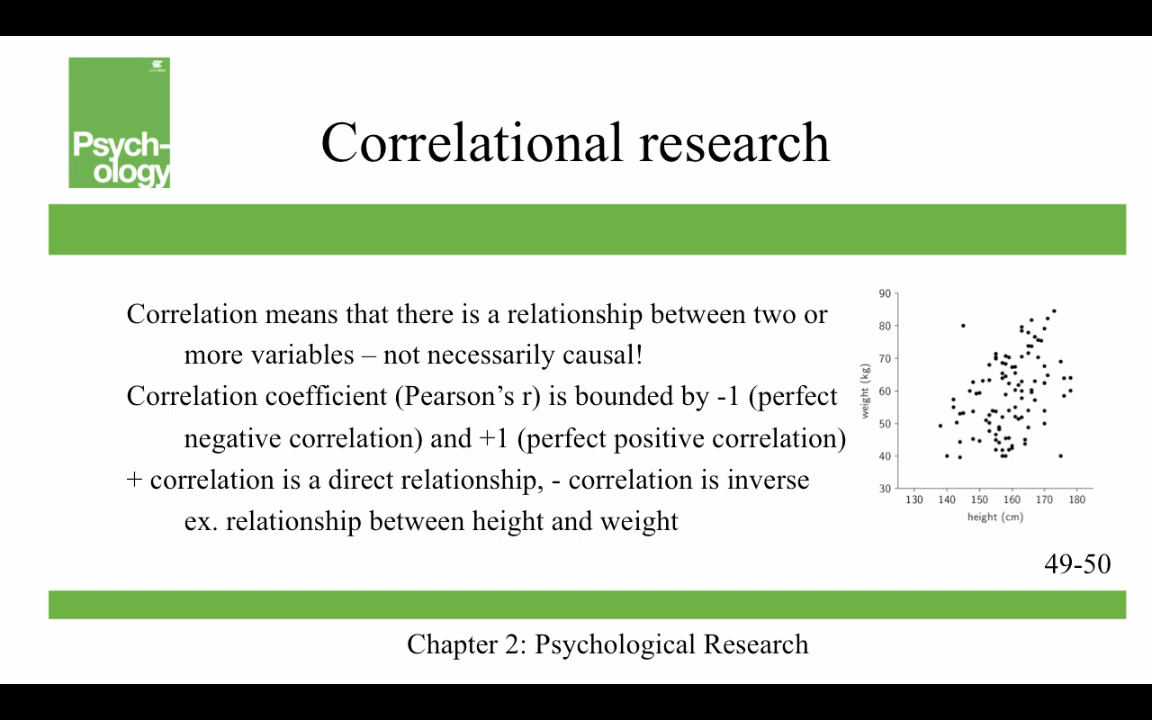 Psych-
ology
Correlational research
Correlation means that there is a relationship between two or
more variables – not necessarily causal!
Correlation coefficient (Pearson’s r) is bounded by -1 (perfect
negative correlation) and +1 (perfect positive correlation)
+ correlation is a direct relationship, - correlation is inverse
ex. relationship between height and weight
90
80
70
60
50
40
30
weight (kg)
130 140 150 160 170 180
height (cm)
49-50
Chapter 2: Psychological Research